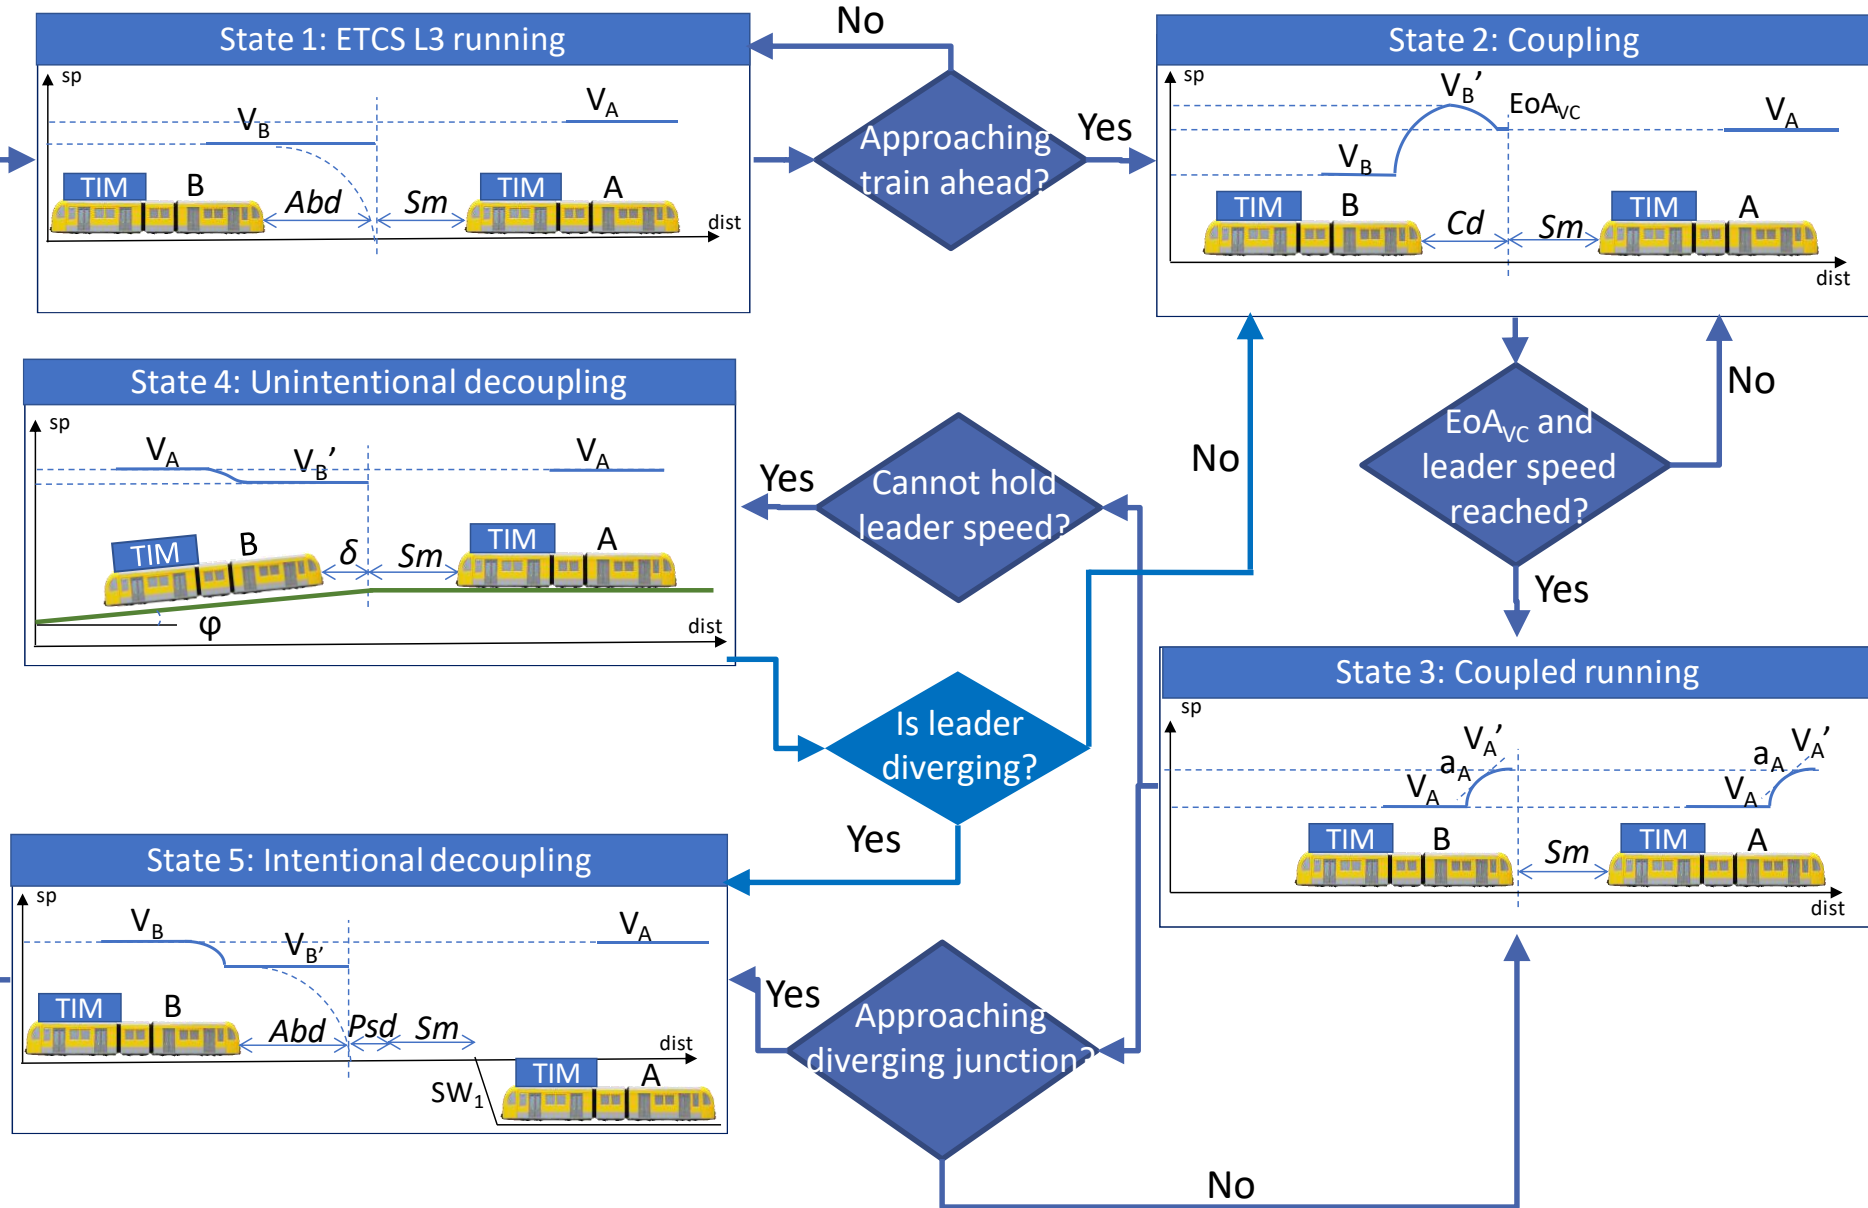 State 1: ETCS L3 running
sp
V_A
V_B
TIM
B
Abd
Sm
TIM
A
dist
No
Approaching
train ahead?
Yes
State 2: Coupling
sp
V_B'
EoA_VC
V_A
V_B
TIM
B
Cd
Sm
TIM
A
dist
EoA_VC and
leader speed
reached?
No
Yes
State 4: Unintentional decoupling
sp
V_A
V_B'
V_A
TIM
B
δ
Sm
TIM
A
φ
dist
Yes
Cannot hold
leader speed?
No
Is leader
diverging?
Yes
State 3: Coupled running
sp
V_A'
a_A
V_A
V_A'
a_A
V_A
TIM
B
Sm
TIM
A
dist
State 5: Intentional decoupling
sp
V_B
V_B'
V_A
TIM
B
Abd
Psd
Sm
dist
SW_1
TIM
A
Yes
Approaching
diverging junction?
No